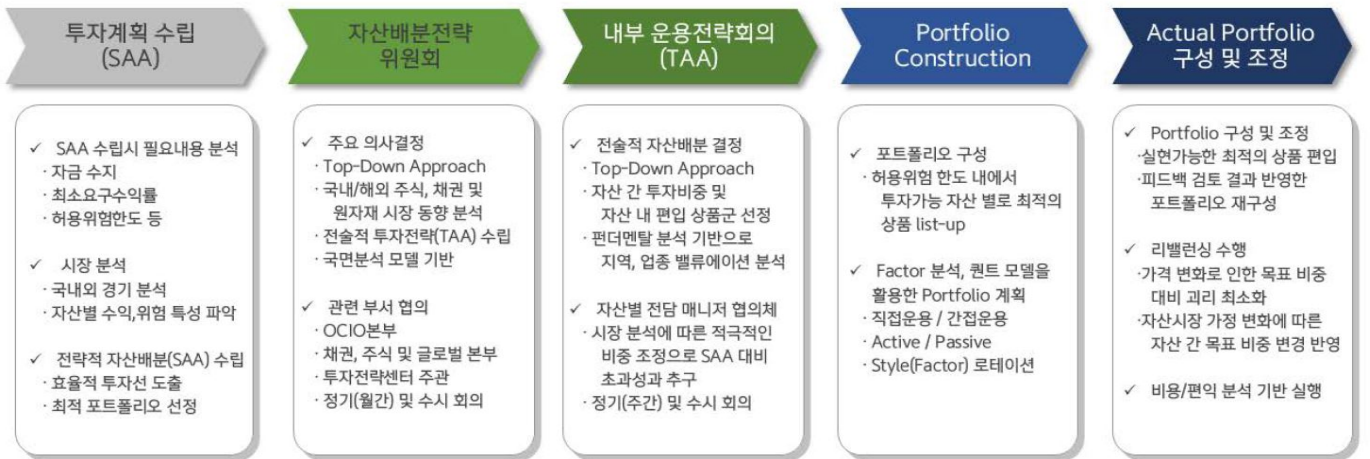 투자계획 수립
(SAA)
✓ SAA 수립시 필요내용 분석
· 자금 수지
· 최소요구수익률
· 허용위험한도 등
✓ 시장 분석
· 국내외 경기 분석
· 자산별 수익,위험 특성 파악
✓ 전략적 자산배분(SAA) 수립
· 효율적 투자선 도출
· 최적 포트폴리오 선정
자산배분전략
위원회
✓ 주요 의사결정
· Top-Down Approach
· 국내/해외 주식, 채권 및
원자재 시장 동향 분석
· 전술적 투자전략(TAA) 수립
· 국면분석 모델 기반
✓ 관련 부서 협의
· OCIO본부
· 채권, 주식 및 글로벌 본부
· 투자전략센터 주관
· 정기(월간) 및 수시 회의
내부 운용전략회의
(TAA)
✓ 전술적 자산배분 결정
· Top-Down Approach
· 자산 간 투자비중 및
자산 내 편입 상품군 선정
· 펀더멘탈 분석 기반으로
지역, 업종 밸류에이션 분석
✓ 자산별 전담 매니저 협의체
· 시장 분석에 따른 적극적인
비중 조정으로 SAA 대비
초과성과 추구
· 정기(주간) 및 수시 회의
Portfolio
Construction
✓ 포트폴리오 구성
· 허용위험 한도 내에서
투자가능 자산 별로 최적의
상품 list-up
✓ Factor 분석, 퀀트 모델을
활용한 Portfolio 계획
· 직접운용 / 간접운용
· Active / Passive
· Style(Factor) 로테이션
Actual Portfolio
구성 및 조정
✓ Portfolio 구성 및 조정
·실현가능한 최적의 상품 편입
·피드백 검토 결과 반영한
포트폴리오 재구성
✓ 리밸런싱 수행
·가격 변화로 인한 목표 비중
대비 괴리 최소화
·자산시장 가정 변화에 따른
자산 간 목표 비중 변경 반영
✓ 비용/편익 분석 기반 실행